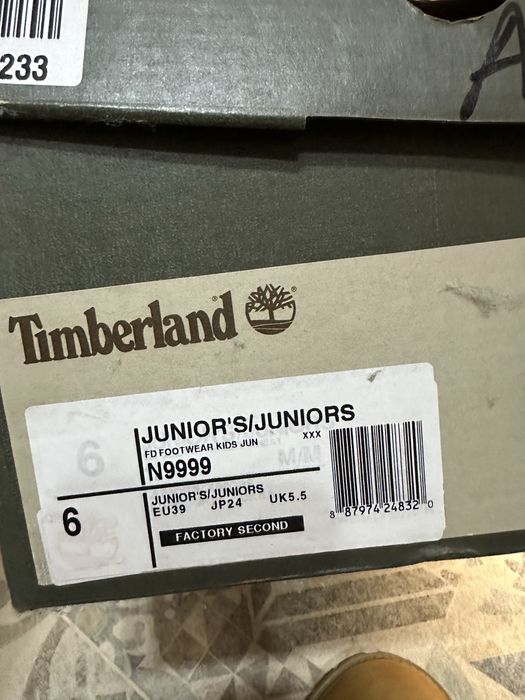 233
A
Timberland®
®
6
JUNIOR'S/JUNIORS
FD FOOTWEAR KIDS JUN XXX
N9999 M/M
6
JUNIOR'S/JUNIORS
EU39 JP24 UK5.5
FACTORY SECOND
8 87974 24832 0